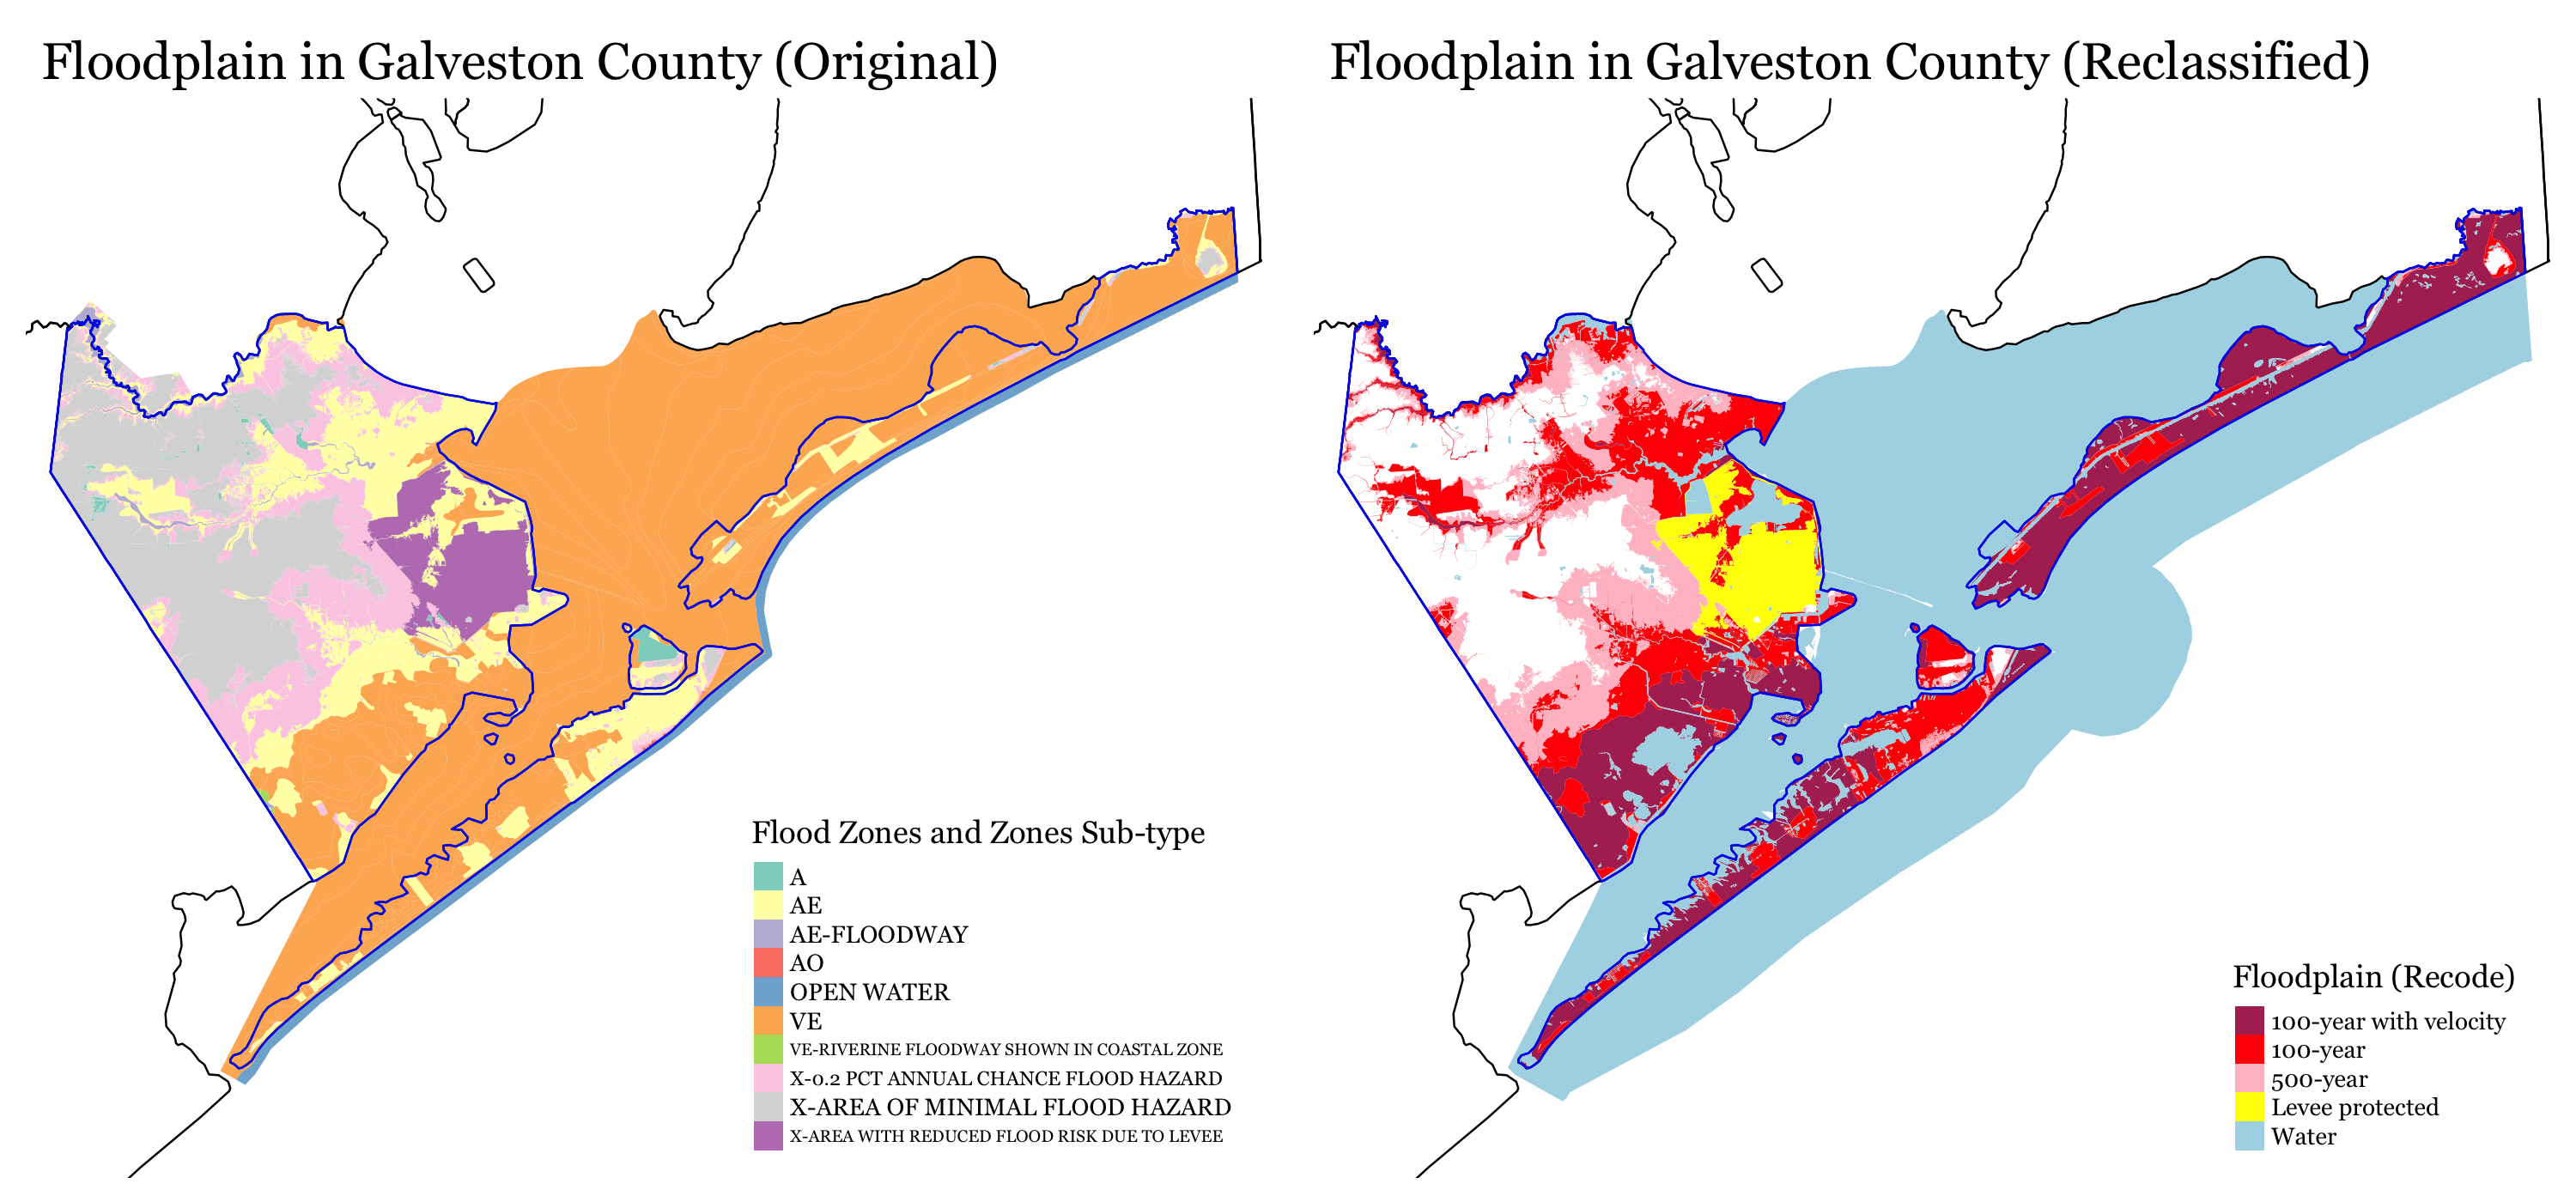 Floodplain in Galveston County (Original)
Flood Zones and Zones Sub-type
A
AE
AE-FLOODWAY
AO
OPEN WATER
VE
VE-RIVERINE FLOODWAY SHOWN IN COASTAL ZONE
X-0.2 PCT ANNUAL CHANCE FLOOD HAZARD
X-AREA OF MINIMAL FLOOD HAZARD
X-AREA WITH REDUCED FLOOD RISK DUE TO LEVEE
Floodplain in Galveston County (Reclassified)
Floodplain (Recode)
100-year with velocity
100-year
500-year
Levee protected
Water